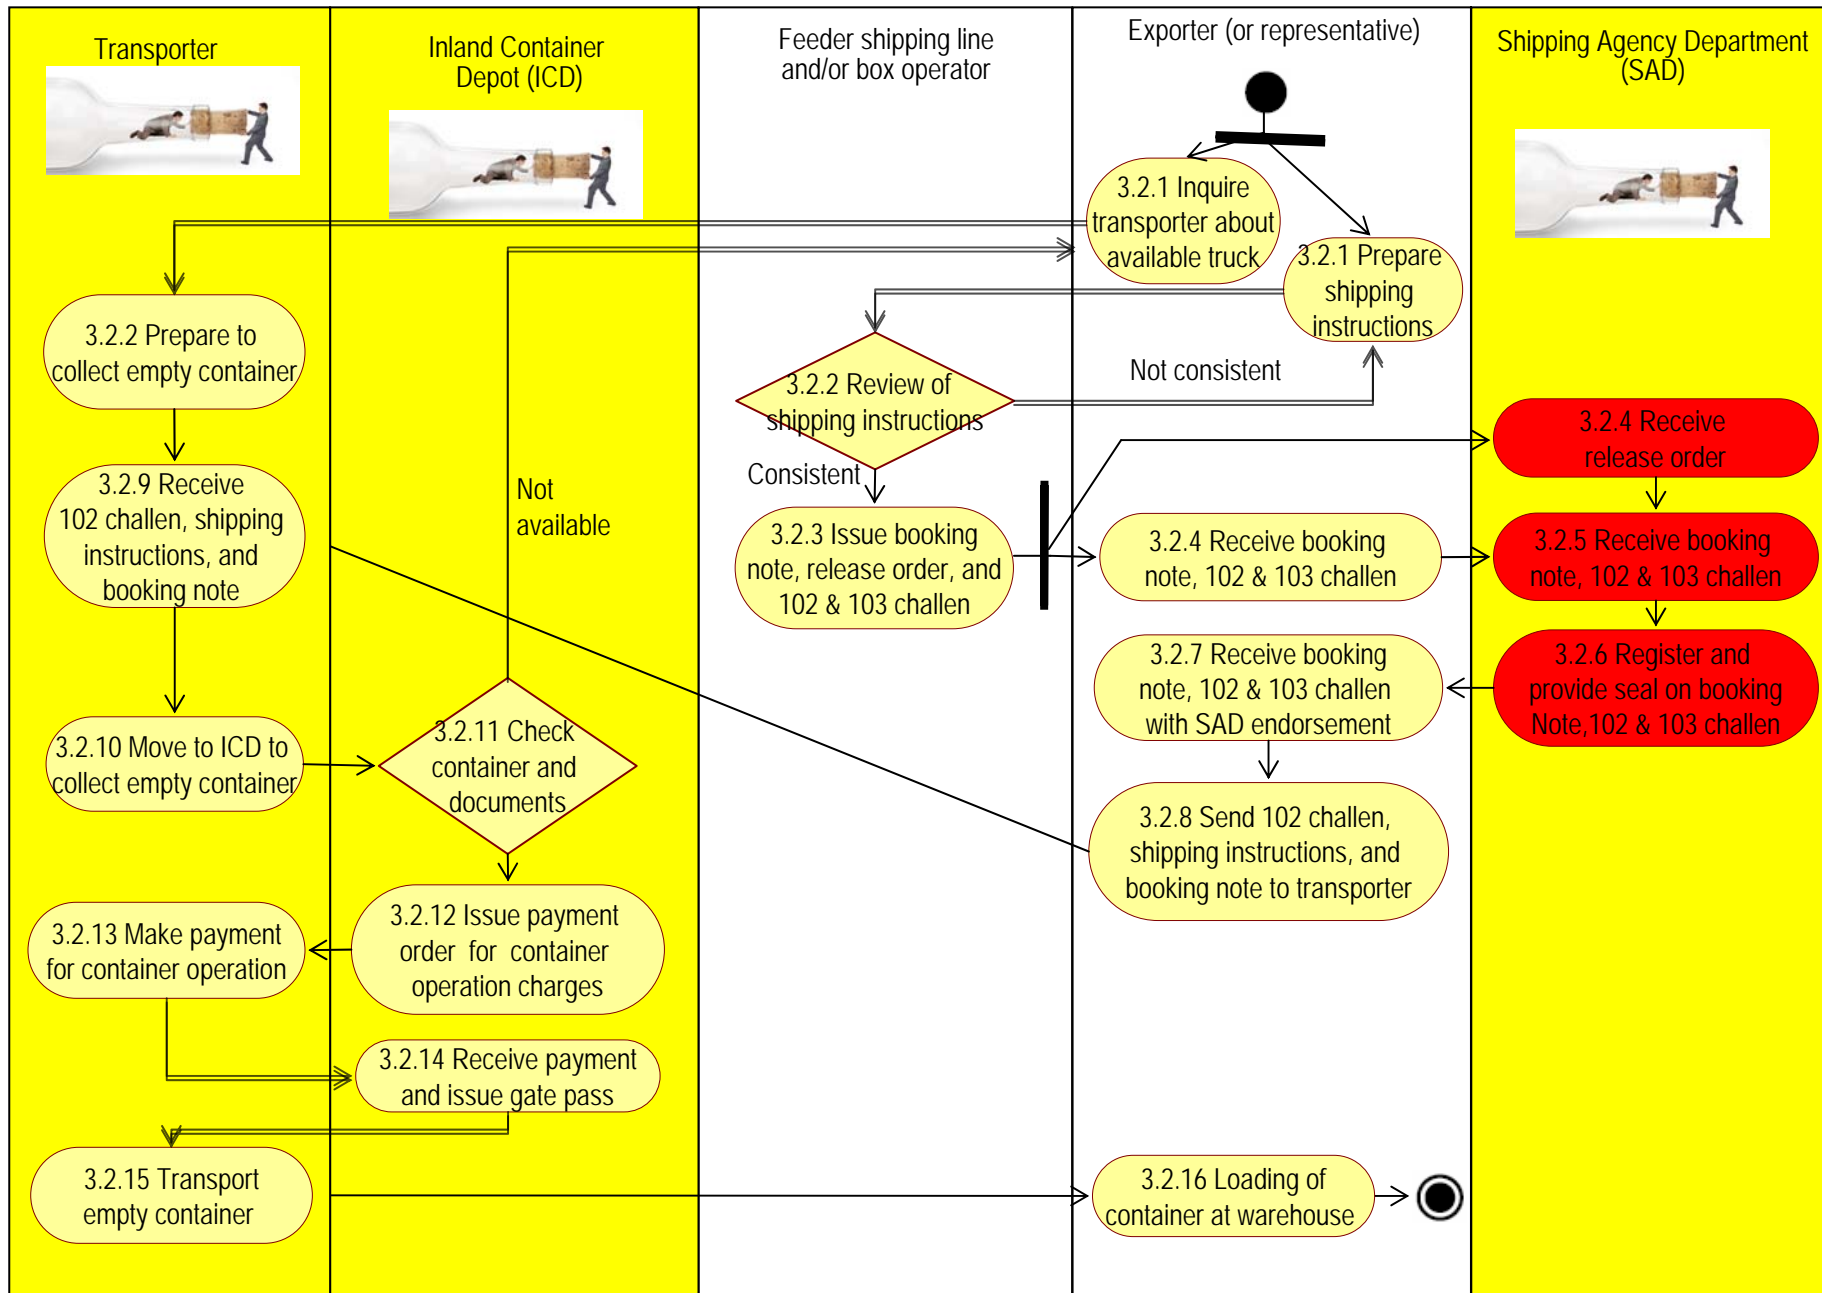 Transporter
Inland Container
Depot (ICD)
Feeder shipping line
and/or box operator
Exporter (or representative)
Shipping Agency Department
(SAD)
3.2.1 Inquire
transporter about
available truck
3.2.1 Prepare
shipping
instructions
3.2.2 Prepare to
collect empty container
3.2.2 Review of
shipping instructions
Not consistent
Consistent
3.2.4 Receive
release order
3.2.9 Receive
102 challen, shipping
instructions, and
booking note
Not
available
3.2.3 Issue booking
note, release order, and
102 & 103 challen
3.2.4 Receive booking
note, 102 & 103 challen
3.2.5 Receive booking
note, 102 & 103 challen
3.2.7 Receive booking
note, 102 & 103 challen
with SAD endorsement
3.2.6 Register and
provide seal on booking
Note,102 & 103 challen
3.2.10 Move to ICD to
collect empty container
3.2.11 Check
container and
documents
3.2.8 Send 102 challen,
shipping instructions, and
booking note to transporter
3.2.13 Make payment
for container operation
3.2.12 Issue payment
order for container
operation charges
3.2.14 Receive payment
and issue gate pass
3.2.15 Transport
empty container
3.2.16 Loading of
container at warehouse